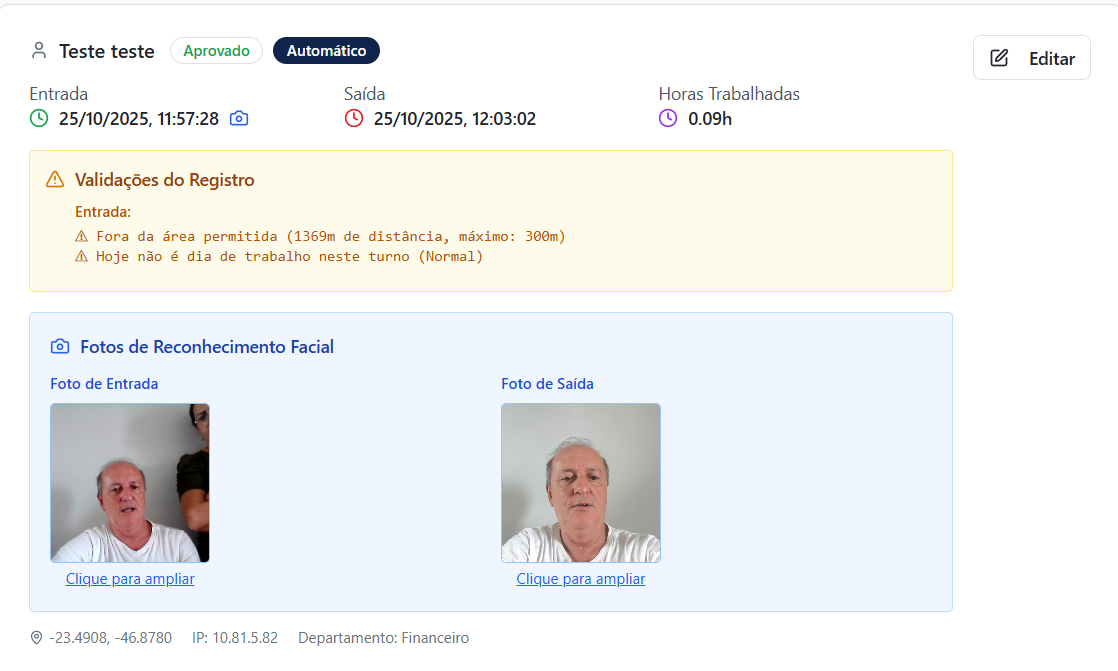 Teste teste Aprovado Automático
Editar
Entrada Saída Horas Trabalhadas
25/10/2025, 11:57:28 25/10/2025, 12:03:02 0.09h
Validações do Registro
Entrada:
⚠ Fora da área permitida (1369m de distância, máximo: 300m)
⚠ Hoje não é dia de trabalho neste turno (Normal)
Fotos de Reconhecimento Facial
Foto de Entrada Foto de Saída
Clique para ampliar Clique para ampliar
-23.4908, -46.8780 IP: 10.81.5.82 Departamento: Financeiro